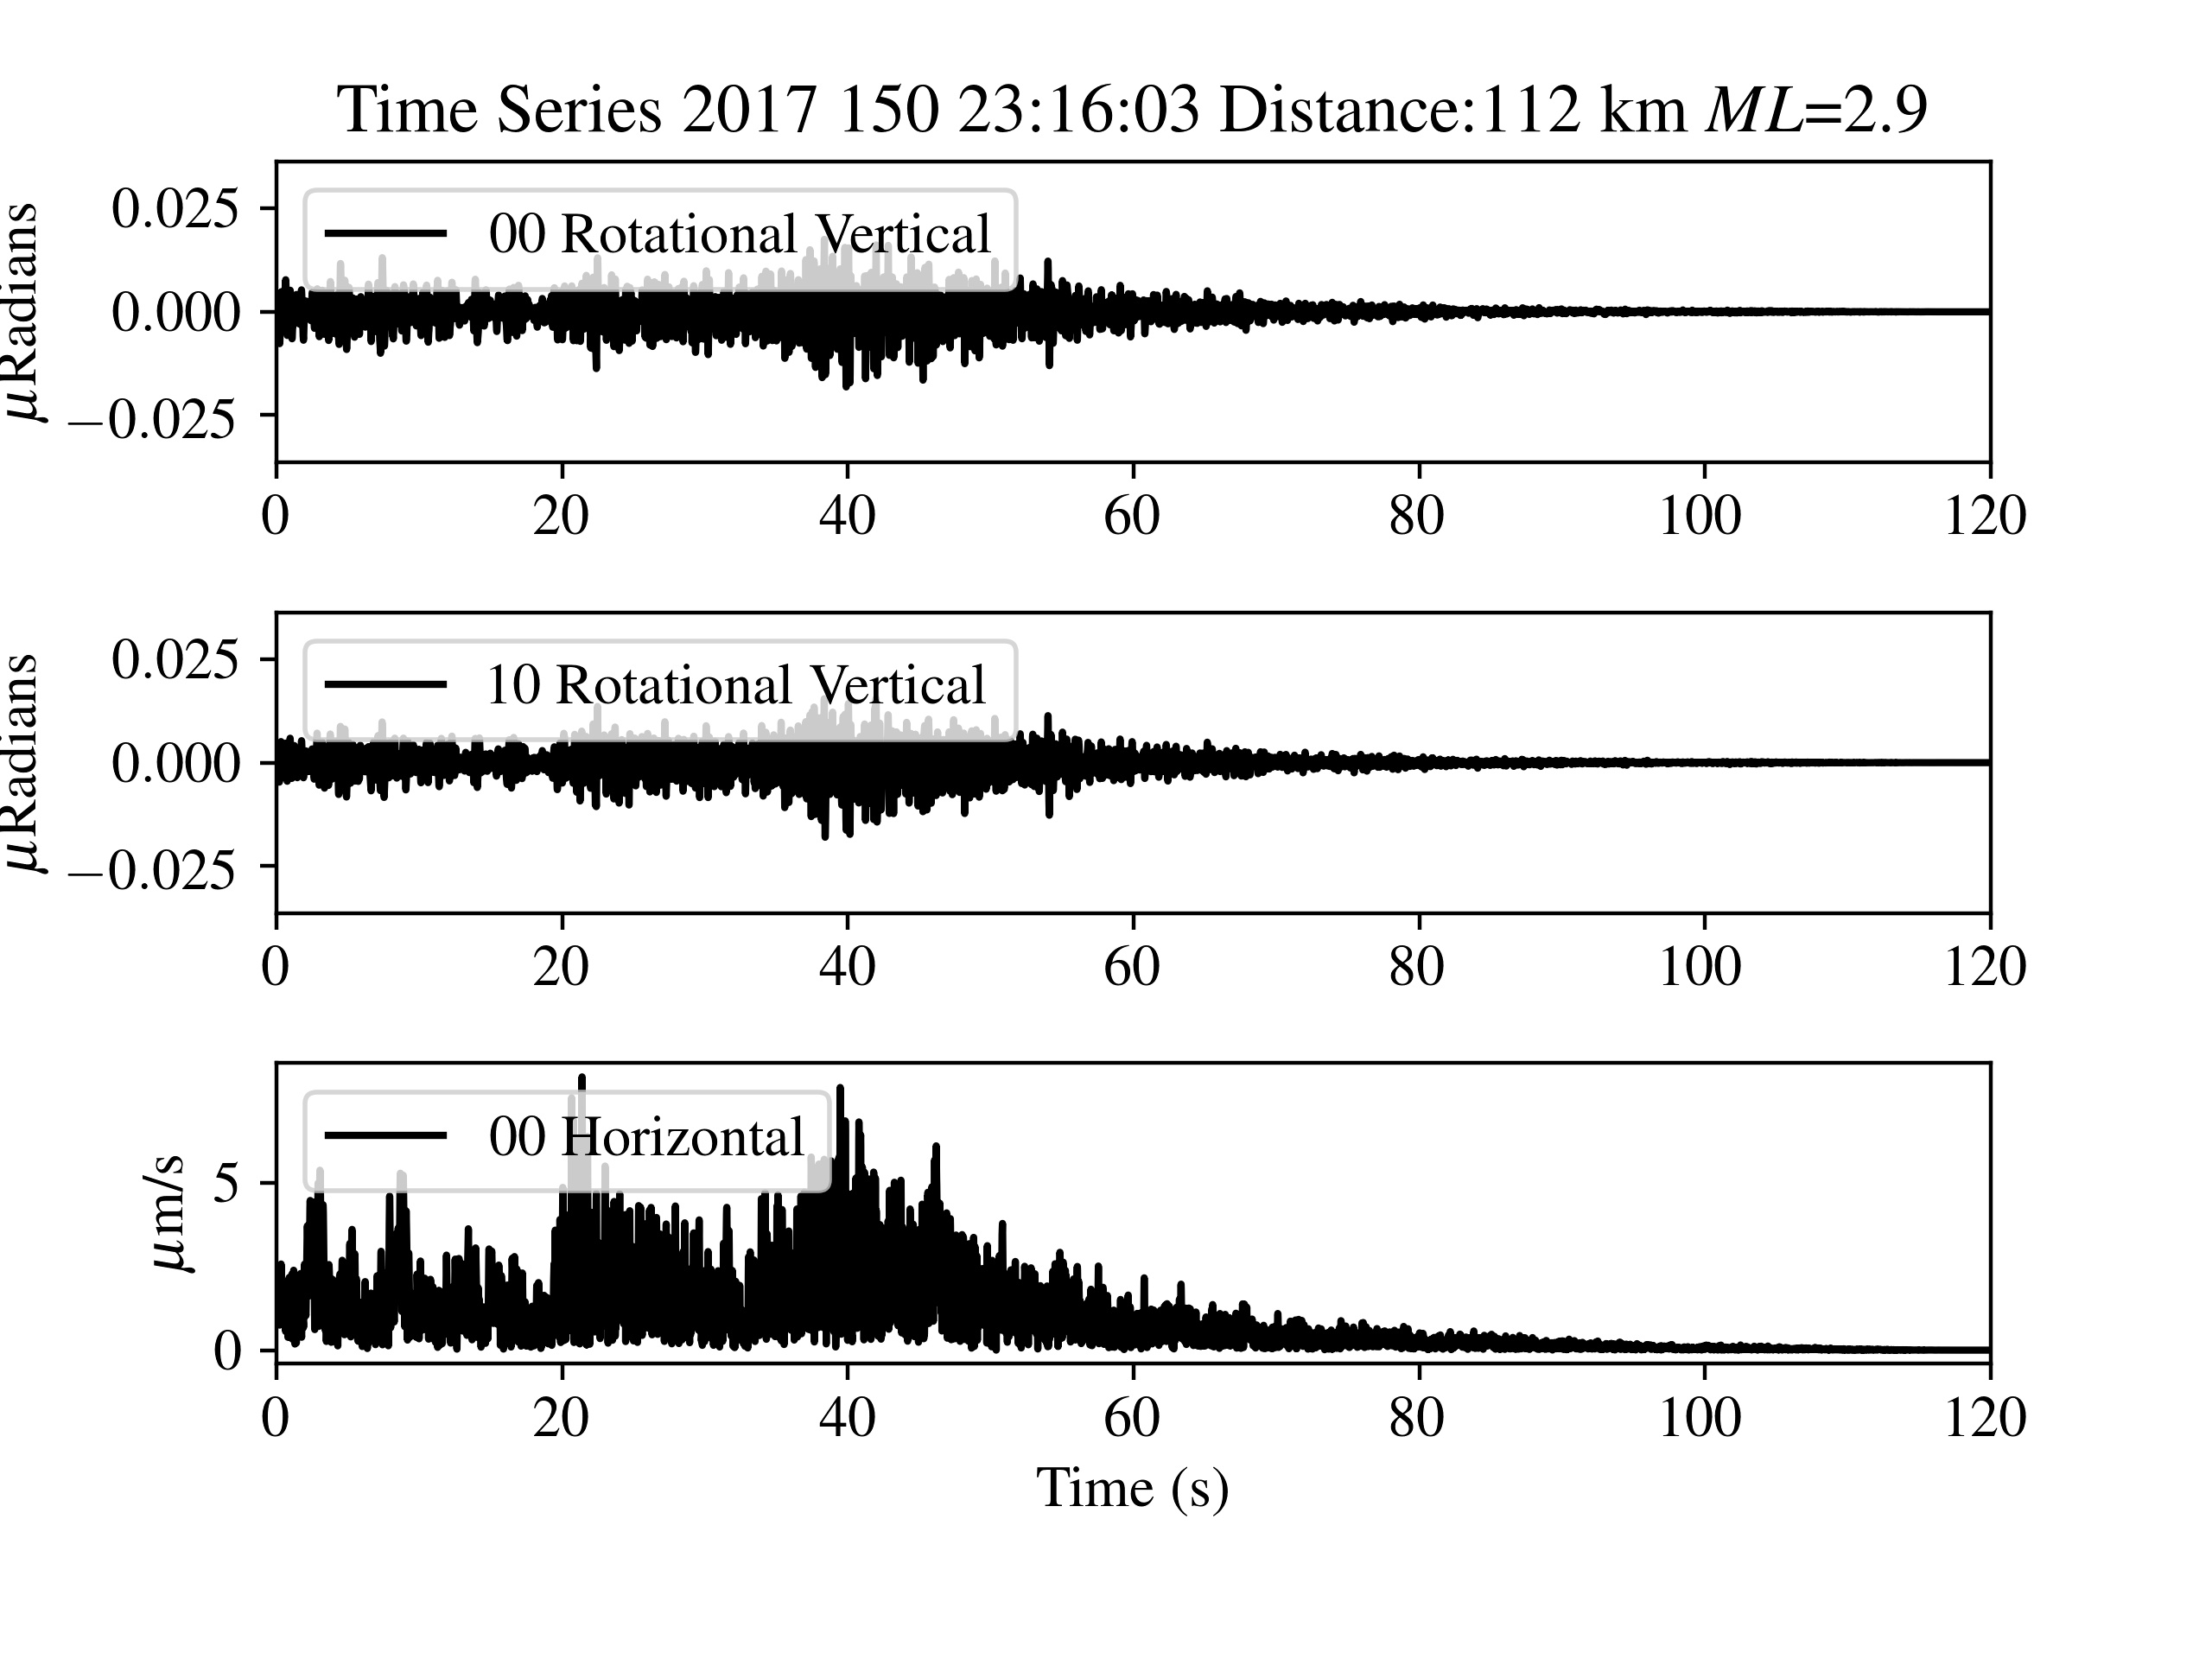 Time Series 2017 150 23:16:03 Distance:112 km ML=2.9
0.025
0.000
−0.025
μRadians
00 Rotational Vertical
0 20 40 60 80 100 120
0.025
0.000
−0.025
μRadians
10 Rotational Vertical
0 20 40 60 80 100 120
5
0
μm/s
00 Horizontal
0 20 40 60 80 100 120
Time (s)